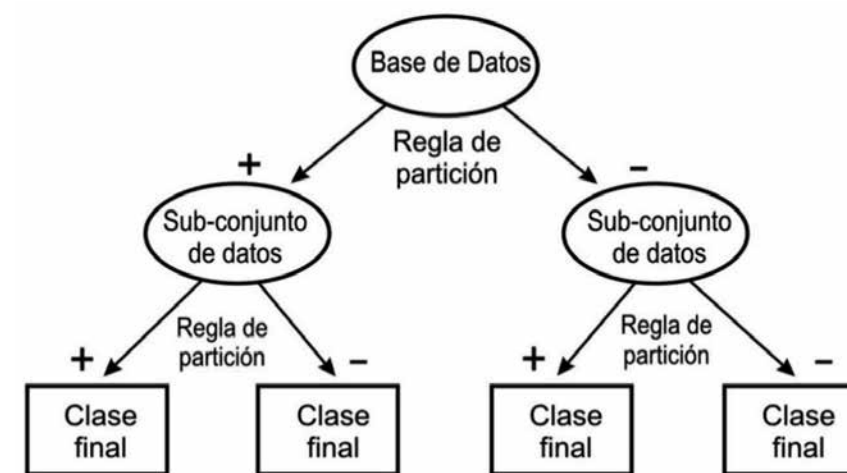 Base de Datos
Regla de
partición
+
−
Sub-conjunto
de datos
Sub-conjunto
de datos
Regla de
partición
+
−
Regla de
partición
+
−
Clase
final
Clase
final
Clase
final
Clase
final